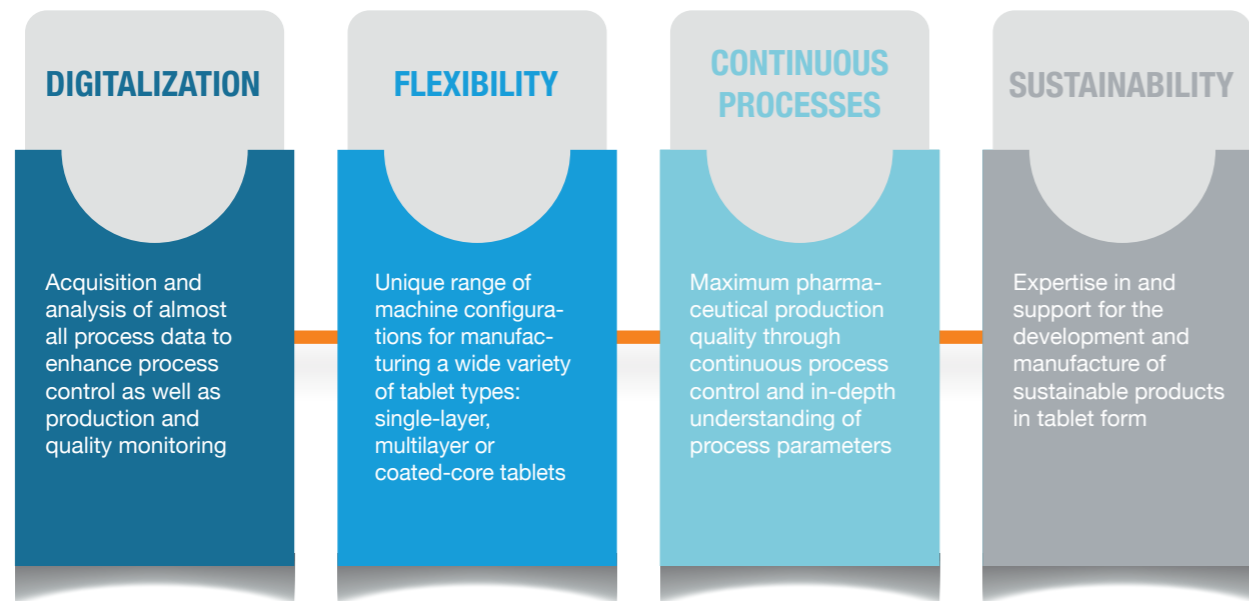 DIGITALIZATION
Acquisition and
analysis of almost
all process data to
enhance process
control as well as
production and
quality monitoring
FLEXIBILITY
Unique range of
machine configura-
tions for manufac-
turing a wide variety
of tablet types:
single-layer,
multilayer or
coated-core tablets
CONTINUOUS
PROCESSES
Maximum pharma-
ceutical production
quality through
continuous process
control and in-depth
understanding of
process parameters
SUSTAINABILITY
Expertise in and
support for the
development and
manufacture of
sustainable products
in tablet form